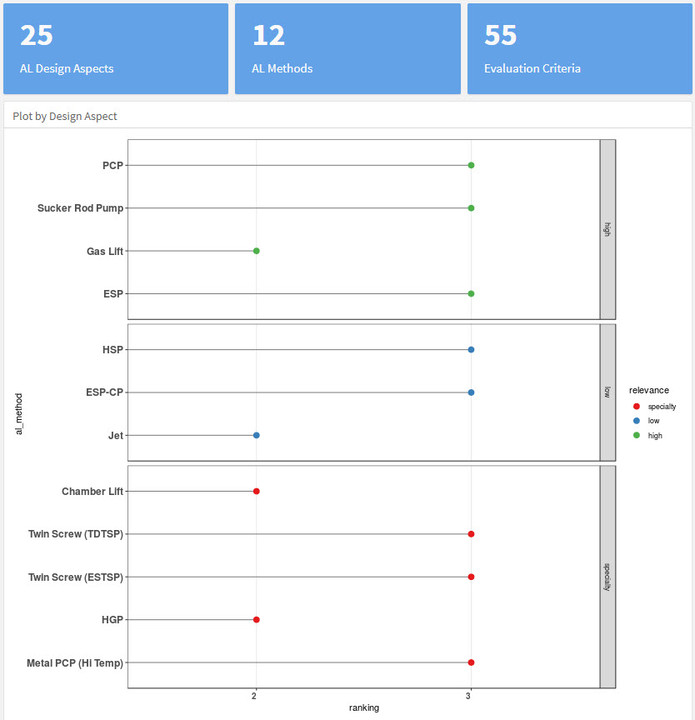 25
AL Design Aspects
12
AL Methods
55
Evaluation Criteria
Plot by Design Aspect
PCP
Sucker Rod Pump
Gas Lift
ESP
high
HSP
ESP-CP
Jet
low
Chamber Lift
Twin Screw (TDTSP)
Twin Screw (ESTSP)
HGP
Metal PCP (Hi Temp)
specialty
al_method
2
3
ranking
relevance
specialty
low
high